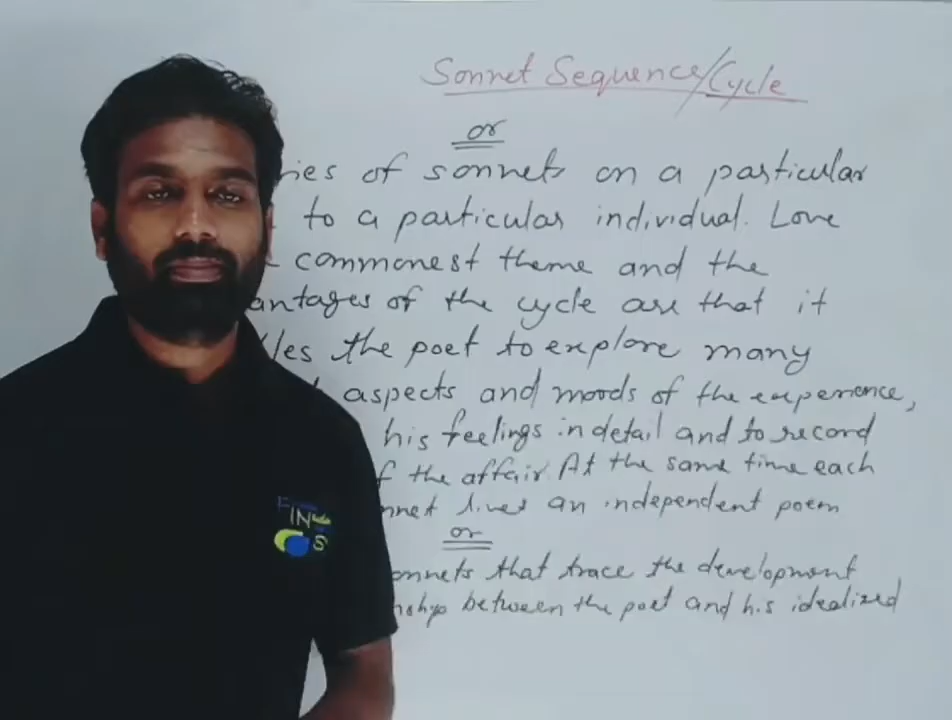 Sonnet Sequence/Cycle
or
ies of sonnets on a particular
to a particular individual. Love
commonest theme and the
antages of the cycle are that it
les the poet to explore many
aspects and moods of the experience,
his feelings in detail and to record
f the affair. At the same time each
nnet lives an independent poem
or
onnets that trace the development
between the poet and his idealized
IN
S